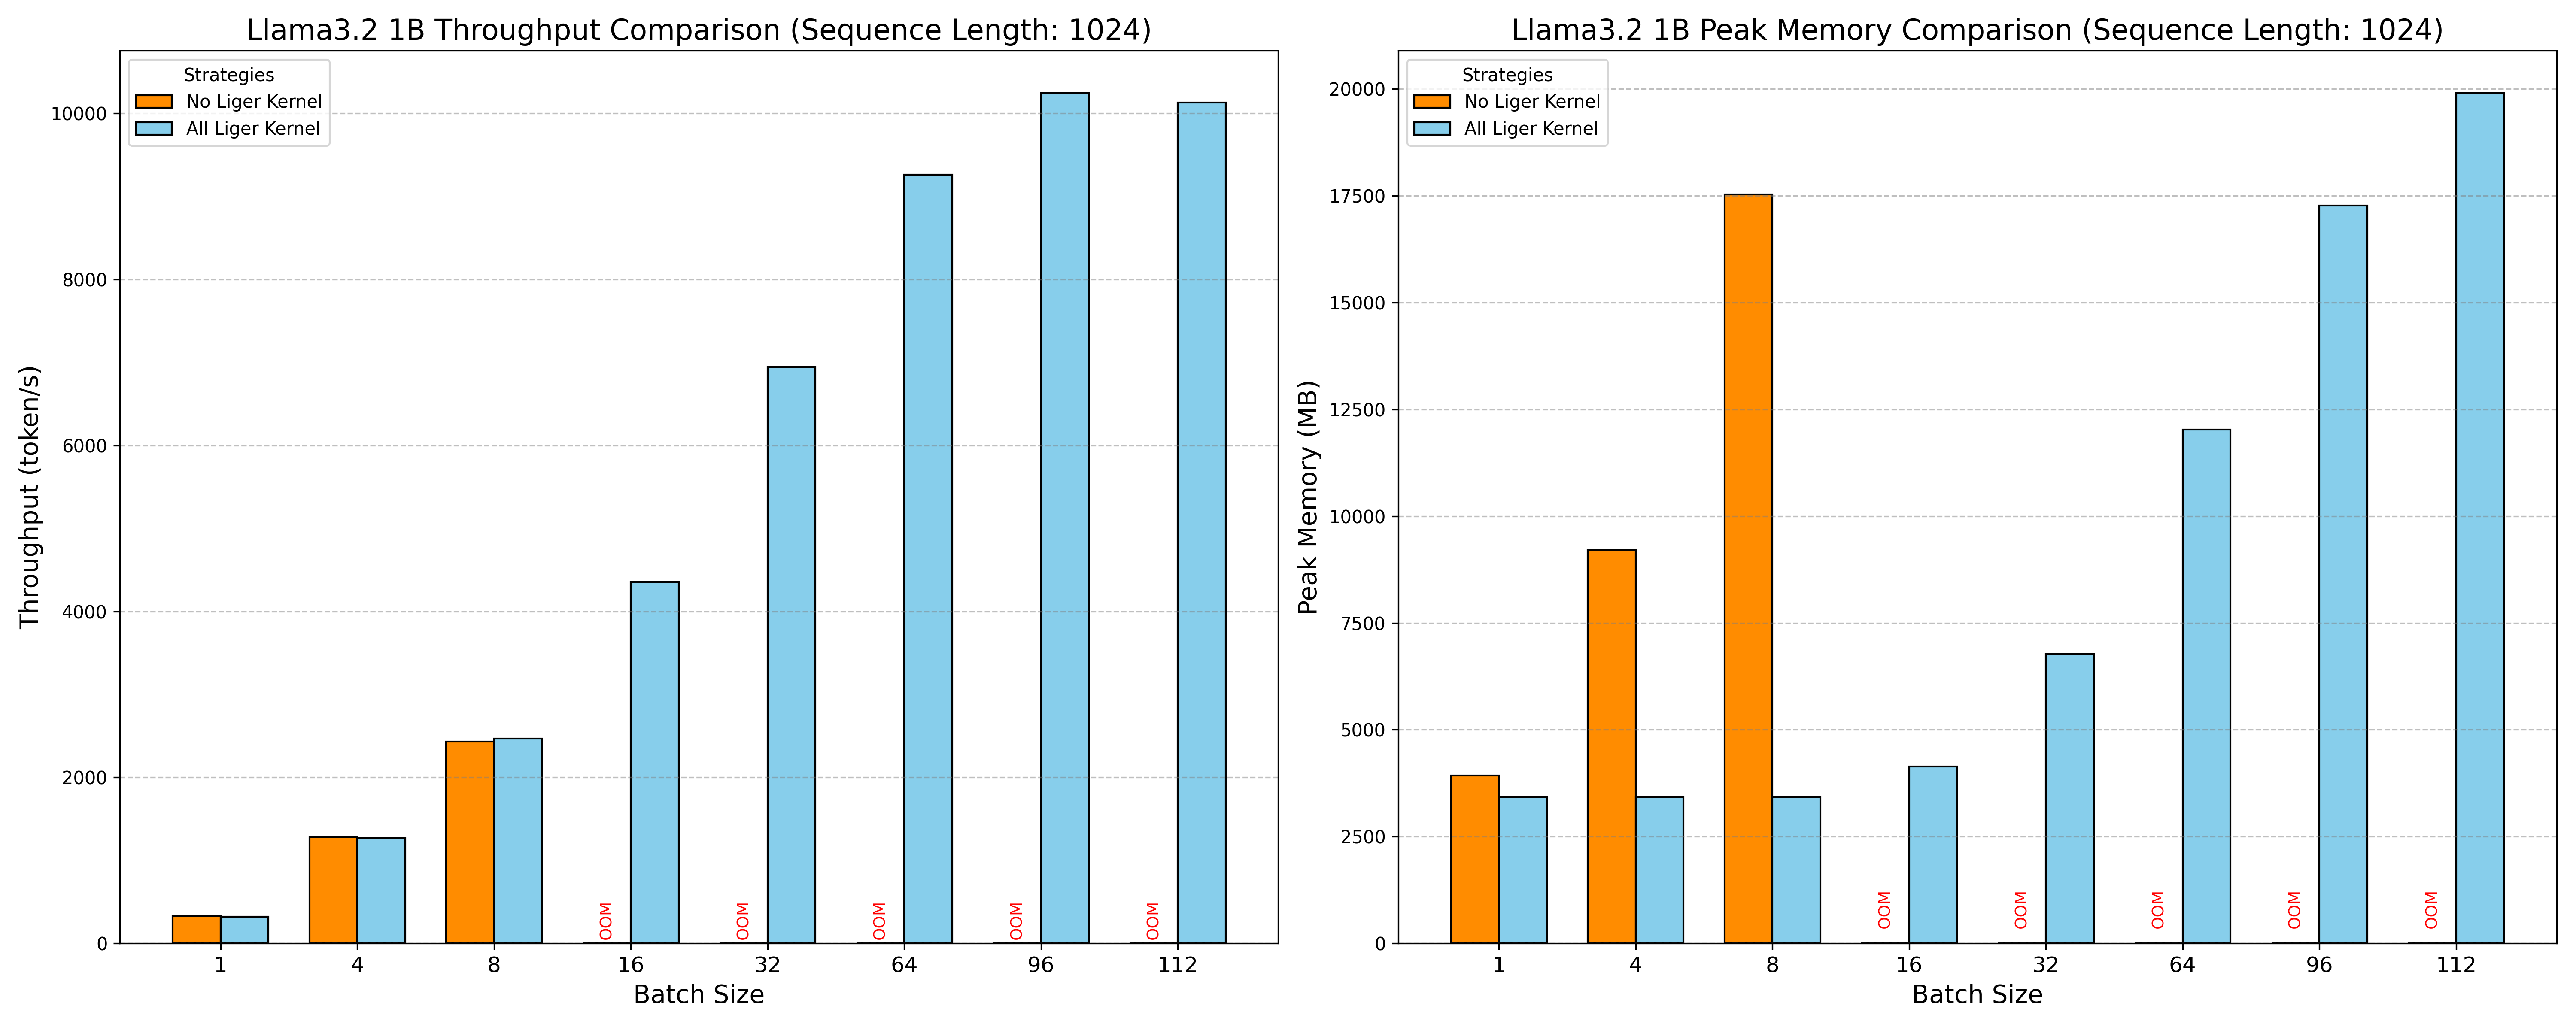 Llama3.2 1B Throughput Comparison (Sequence Length: 1024)
Strategies
No Liger Kernel
All Liger Kernel
Throughput (token/s)
10000
8000
6000
4000
2000
0
OOM
OOM
OOM
OOM
OOM
1 4 8 16 32 64 96 112
Batch Size
Llama3.2 1B Peak Memory Comparison (Sequence Length: 1024)
Strategies
No Liger Kernel
All Liger Kernel
Peak Memory (MB)
20000
17500
15000
12500
10000
7500
5000
2500
0
OOM
OOM
OOM
OOM
OOM
1 4 8 16 32 64 96 112
Batch Size